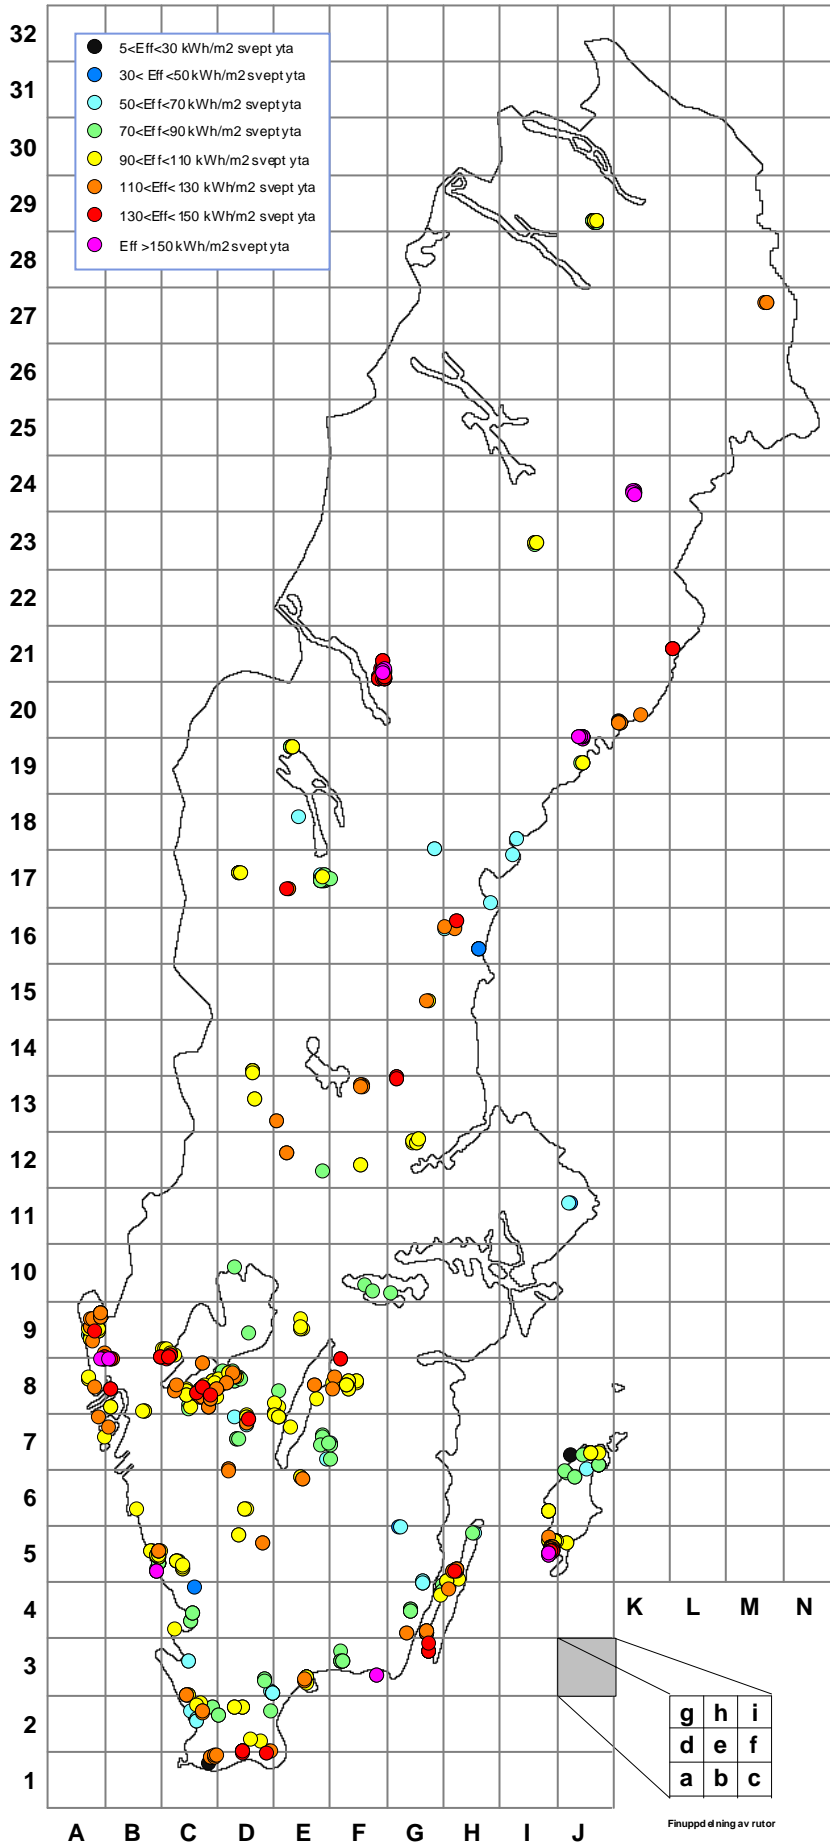 32
31
30
29
28
27
26
25
24
23
22
21
20
19
18
17
16
15
14
13
12
11
10
9
8
7
6
5
4
3
2
1
5<Eff<30 kWh/m2 svept yta
30< Eff <50 kWh/m2 svept yta
50<Eff<70 kWh/m2 svept yta
70<Eff<90 kWh/m2 svept yta
90<Eff<110 kWh/m2 svept yta
110<Eff<130 kWh/m2 svept yta
130<Eff<150 kWh/m2 svept yta
Eff >150 kWh/m2 svept yta
K L M N
g h i
d e f
a b c
Finuppdelning av rutor
A B C D E F G H I J